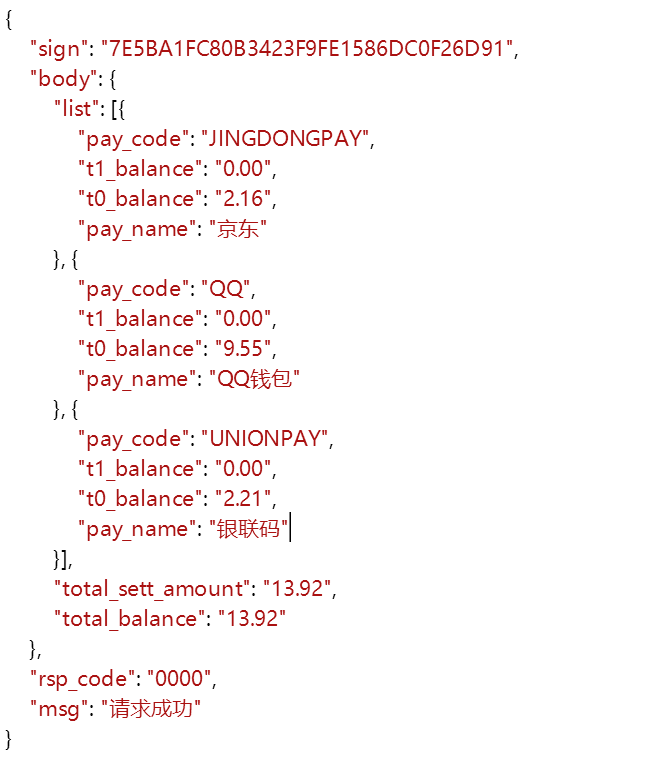 {
"sign": "7E5BA1FC80B3423F9FE1586DC0F26D91",
"body": {
"list": [{
"pay_code": "JINGDONGPAY",
"t1_balance": "0.00",
"t0_balance": "2.16",
"pay_name": "京东"
}, {
"pay_code": "QQ",
"t1_balance": "0.00",
"t0_balance": "9.55",
"pay_name": "QQ钱包"
}, {
"pay_code": "UNIONPAY",
"t1_balance": "0.00",
"t0_balance": "2.21",
"pay_name": "银联码"
}],
"total_sett_amount": "13.92",
"total_balance": "13.92"
},
"rsp_code": "0000",
"msg": "请求成功"
}